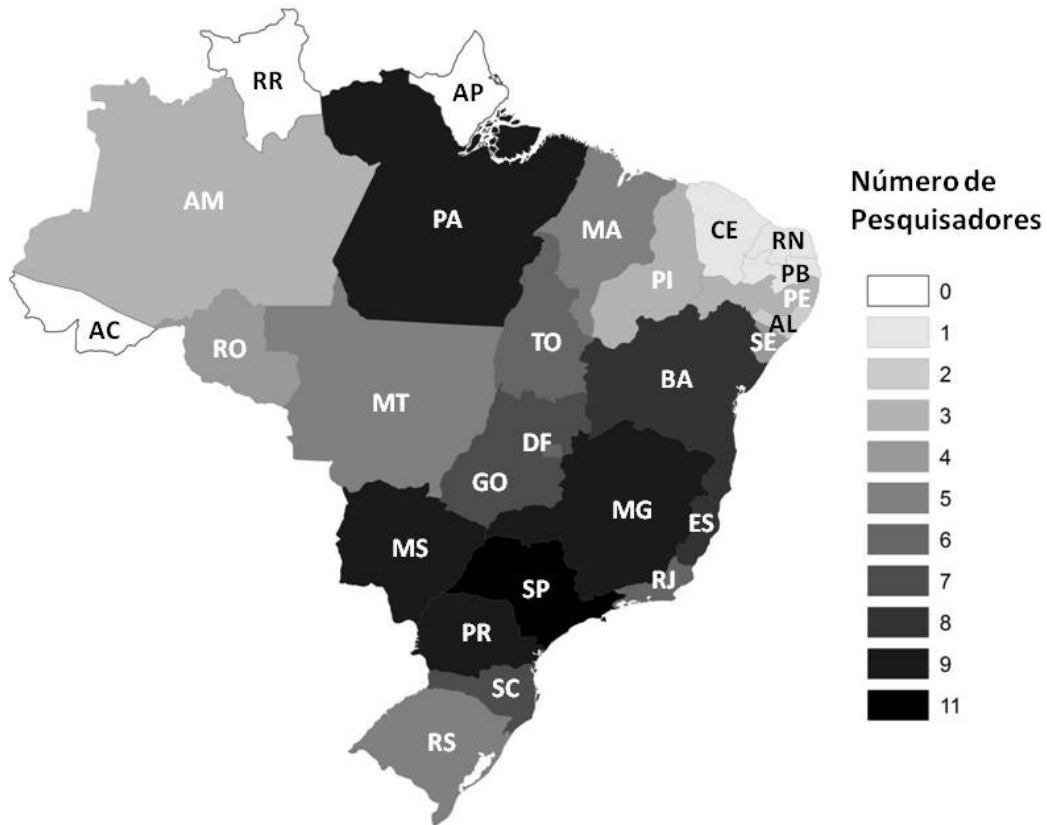 RR
AP
AM
PA
MA
CE
RN
PB
PI
PE
AL
SE
AC
RO
TO
BA
MT
DF
GO
MG
ES
MS
RJ
SP
PR
SC
RS
Número de
Pesquisadores
0
1
2
3
4
5
6
7
8
9
11